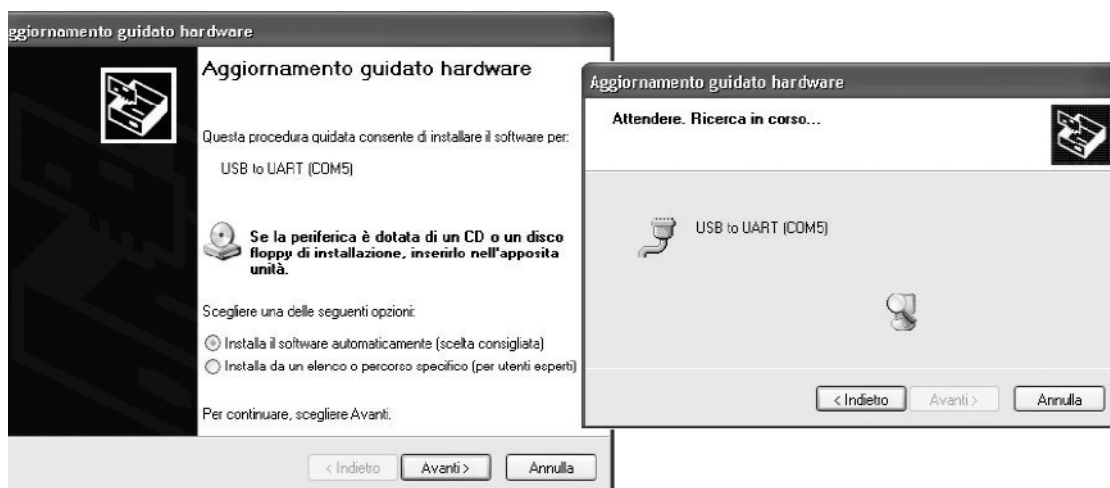 ggiornamento guidato hardware
Aggiornamento guidato hardware
Questa procedura guidata consente di installare il software per:
USB to UART (COM5)
Se la periferica è dotata di un CD o un disco
floppy di installazione, inserirlo nell'apposita
unità.
Scegliere una delle seguenti opzioni:
Installa il software automaticamente (scelta consigliata)
Installa da un elenco o percorso specifico (per utenti esperti)
Per continuare, scegliere Avanti.
< Indietro
Avanti >
Annulla
Aggiornamento guidato hardware
Attendere. Ricerca in corso...
USB to UART (COM5)
< Indietro
Avanti >
Annulla